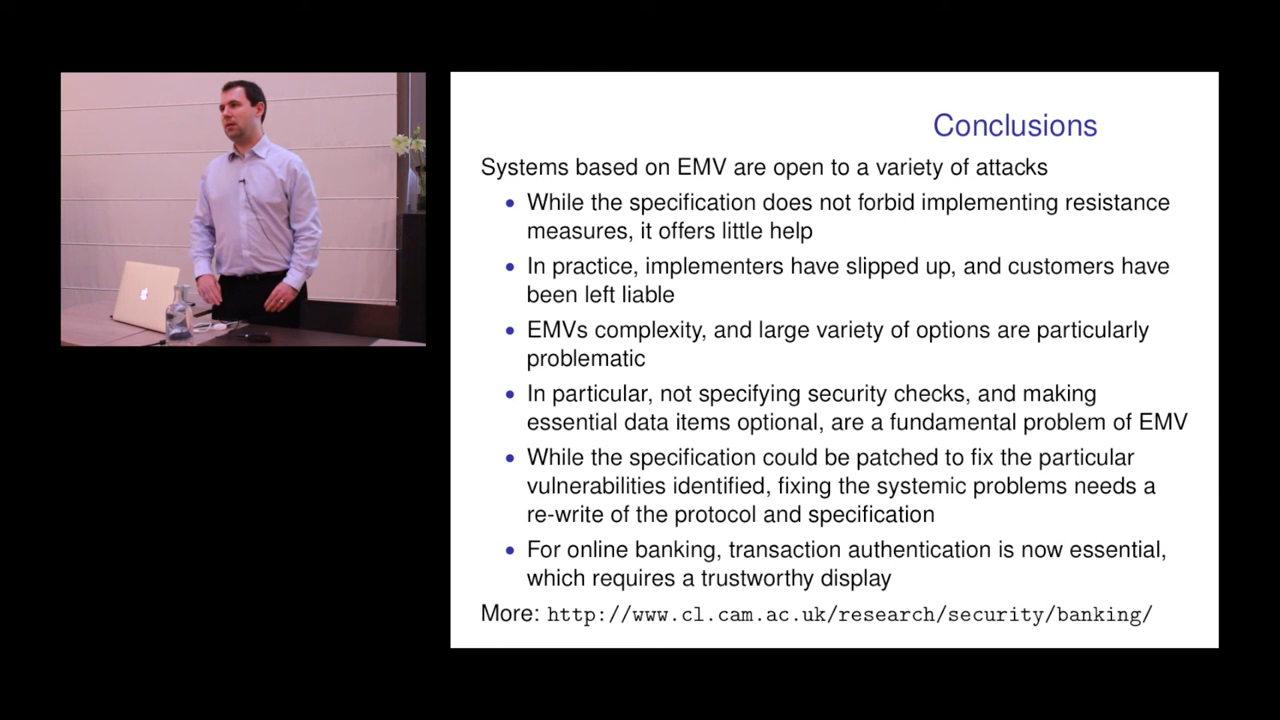 Conclusions
Systems based on EMV are open to a variety of attacks
• While the specification does not forbid implementing resistance
measures, it offers little help
• In practice, implementers have slipped up, and customers have
been left liable
• EMVs complexity, and large variety of options are particularly
problematic
• In particular, not specifying security checks, and making
essential data items optional, are a fundamental problem of EMV
• While the specification could be patched to fix the particular
vulnerabilities identified, fixing the systemic problems needs a
re-write of the protocol and specification
• For online banking, transaction authentication is now essential,
which requires a trustworthy display
More: http://www.cl.cam.ac.uk/research/security/banking/